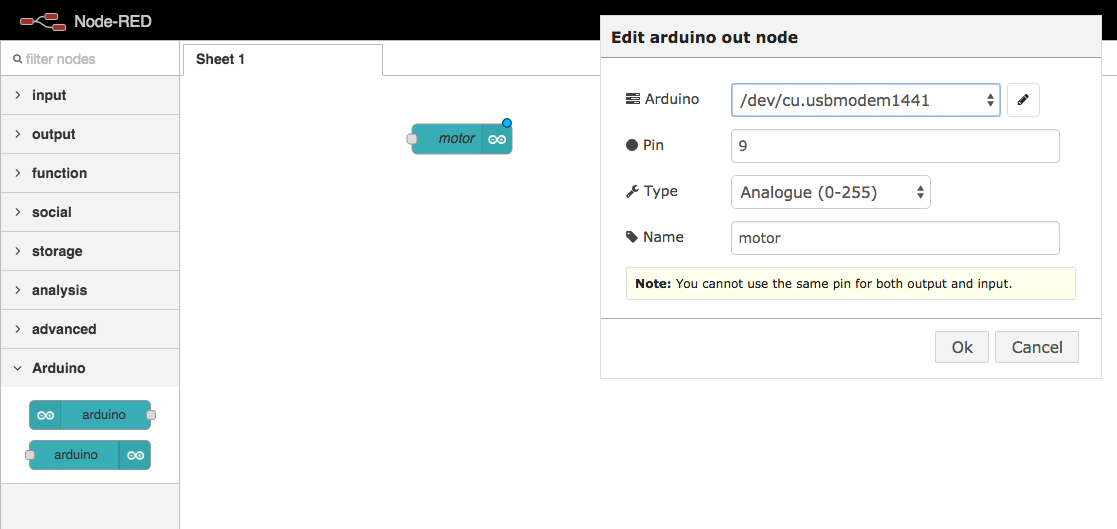 Node-RED
filter nodes
input
output
function
social
storage
analysis
advanced
Arduino
arduino
arduino
Sheet 1
motor
Edit arduino out node
Arduino /dev/cu.usbmodem1441
Pin 9
Type Analogue (0-255)
Name motor
Note: You cannot use the same pin for both output and input.
Ok Cancel